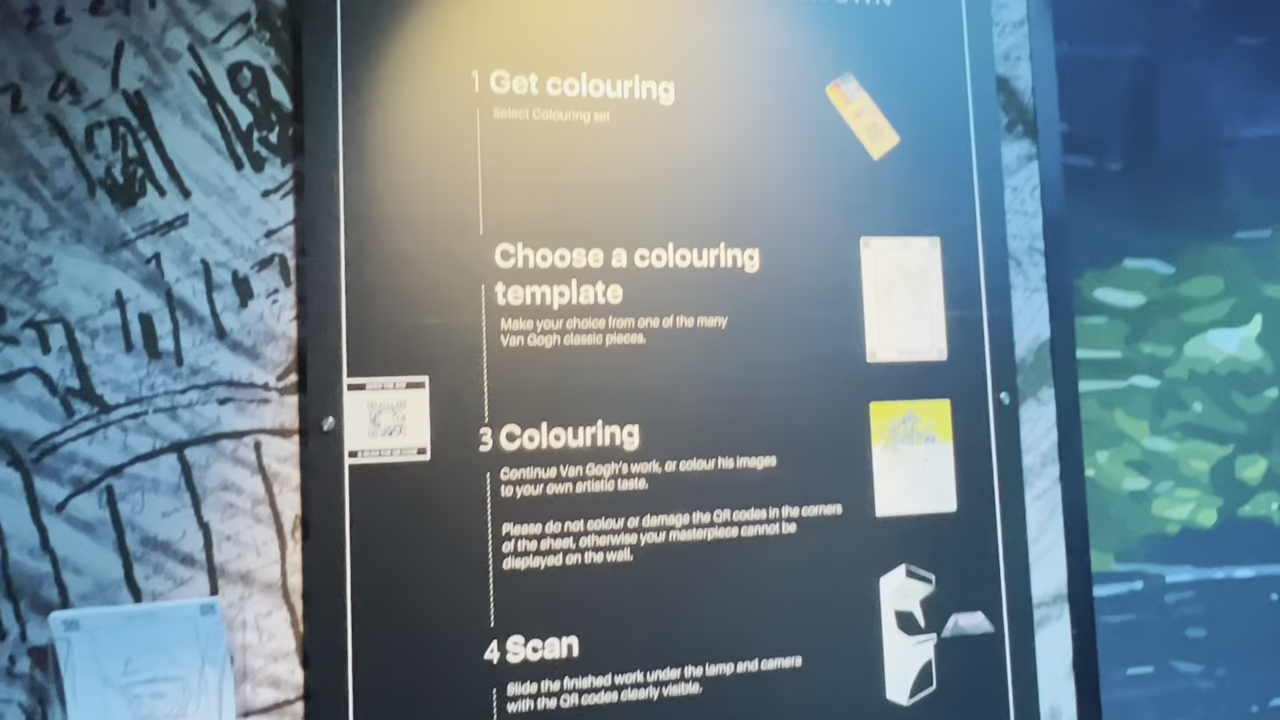 1 Get colouring
Select Colouring set
Choose a colouring
template
Make your choice from one of the many
Van Gogh classic pieces.
3 Colouring
Continue Van Gogh's work, or colour his images
to your own artistic taste.
Please do not colour or damage the QR codes in the corners
of the sheet, otherwise your masterpiece cannot be
displayed on the wall.
4 Scan
Slide the finished work under the lamp and camera
with the QR codes clearly visible.